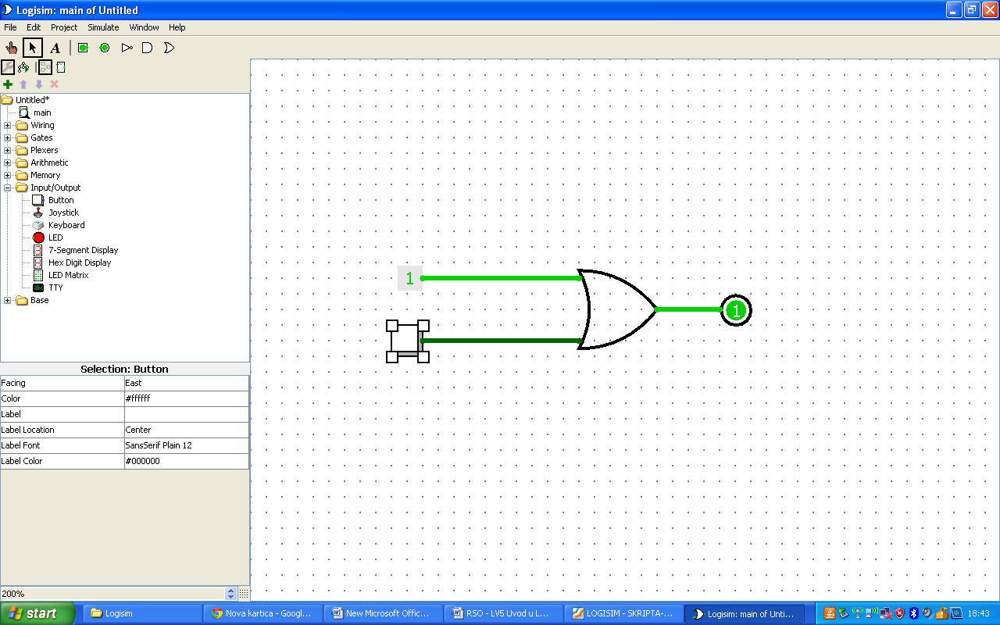 Logisim: main of Untitled
File Edit Project Simulate Window Help
A
Untitled*
main
Wiring
Gates
Plexers
Arithmetic
Memory
Input/Output
Button
Joystick
Keyboard
LED
7-Segment Display
Hex Digit Display
LED Matrix
TTY
Base
1
1
Selection: Button
Facing East
Color #ffffff
Label
Label Location Center
Label Font SansSerif Plain 12
Label Color #000000
200%
start Logisim Nova kartica - Googl... New Microsoft Offic... RSO - LV5 Uvod u L... LOGISIM - SKRIPTA-... Logisim: main of Unti... 18:43